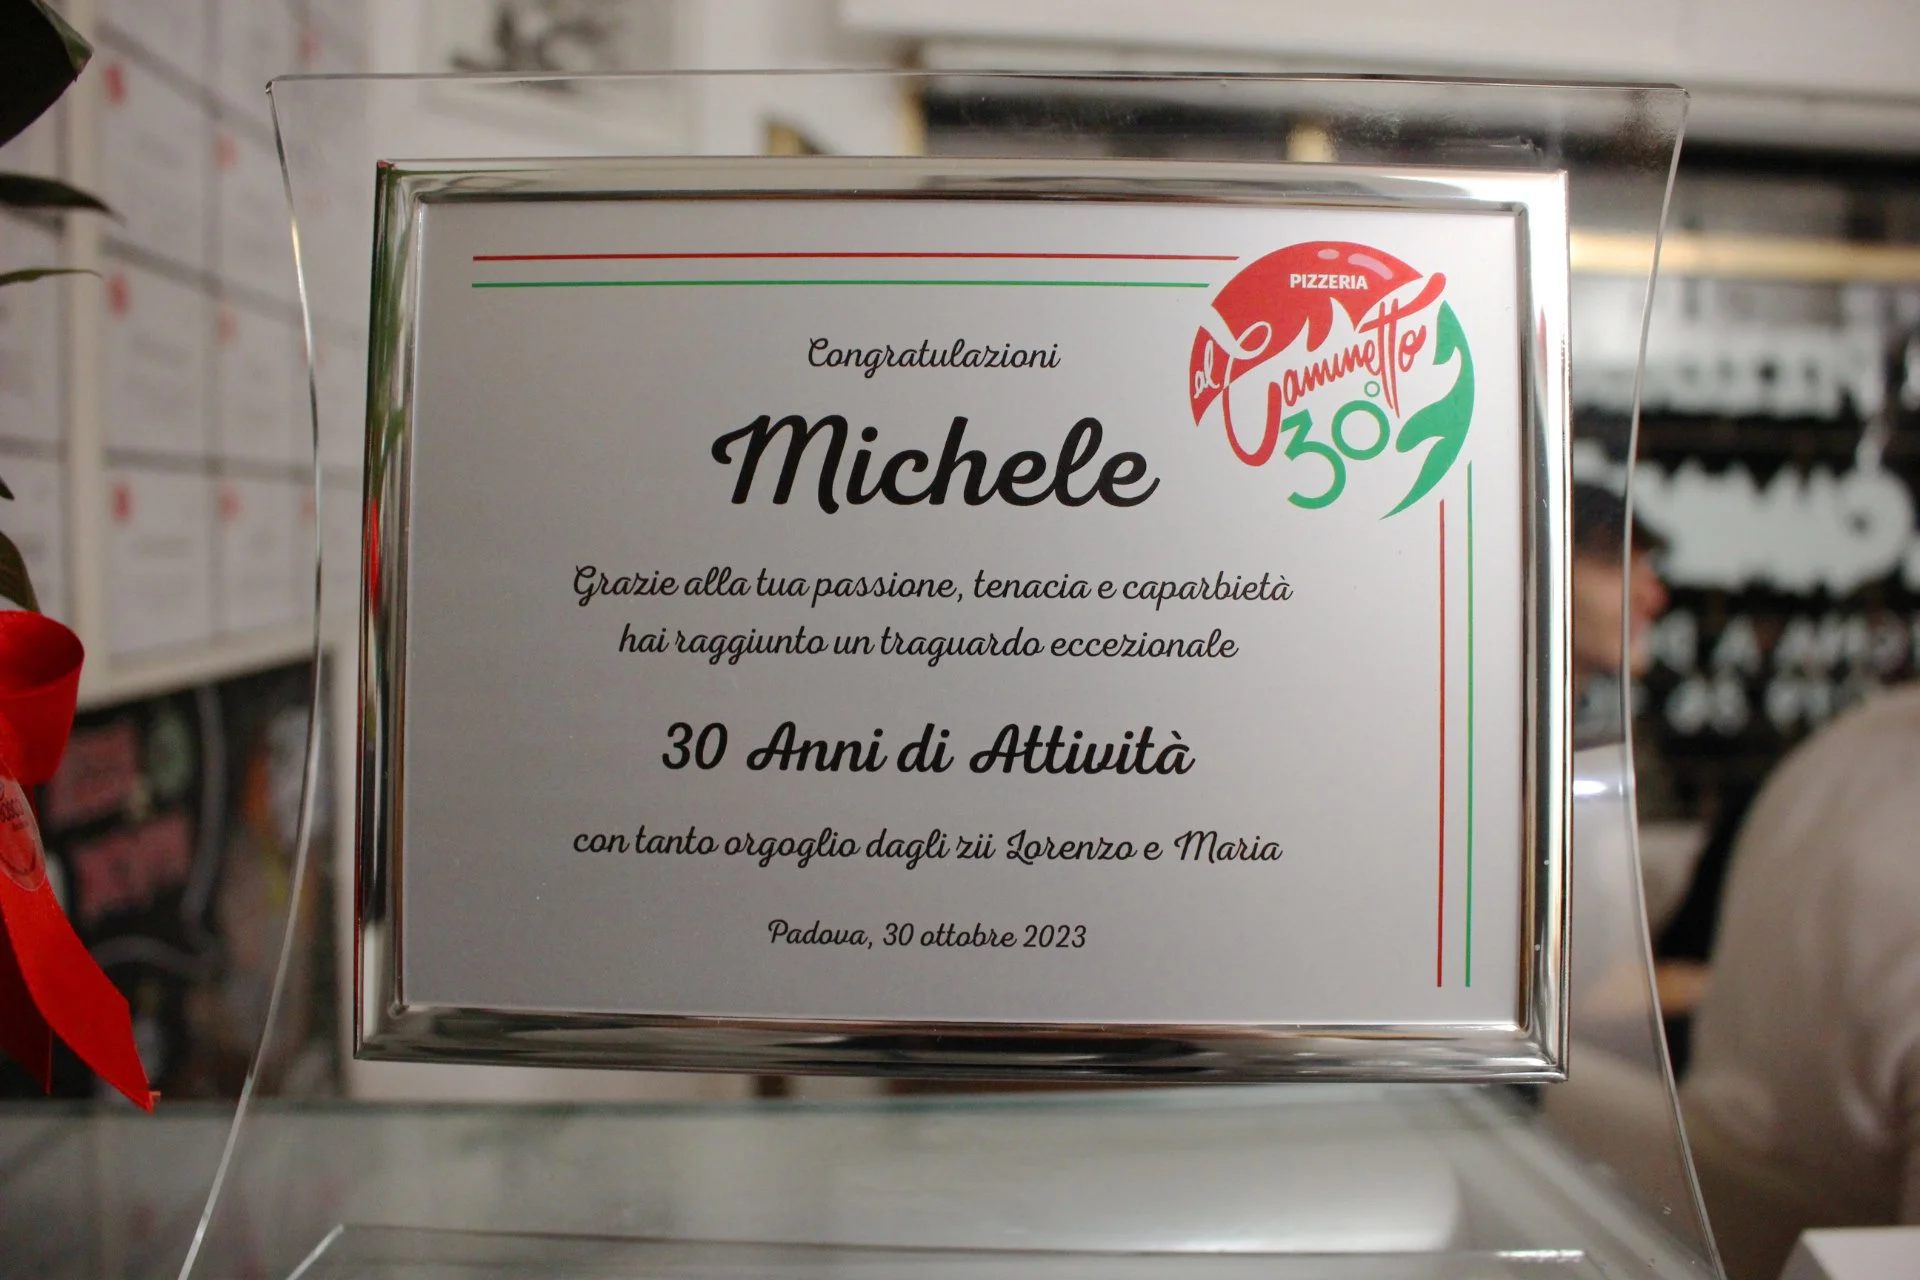 PIZZERIA
al Caminetto
30°
Congratulazioni
Michele
Grazie alla tua passione, tenacia e caparbietà
hai raggiunto un traguardo eccezionale
30 Anni di Attività
con tanto orgoglio dagli zii Lorenzo e Maria
Padova, 30 ottobre 2023